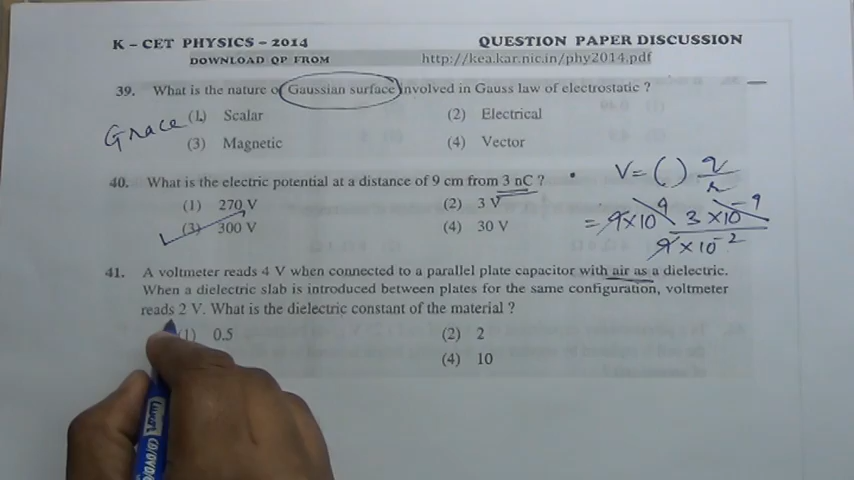 K – CET PHYSICS – 2014 QUESTION PAPER DISCUSSION
DOWNLOAD QP FROM http://kea.kar.nic.in/phy2014.pdf
39. What is the nature o Gaussian surface involved in Gauss law of electrostatic ?
Grace (1) Scalar (2) Electrical
(3) Magnetic (4) Vector
40. What is the electric potential at a distance of 9 cm from 3 nC ?
(1) 270 V (2) 3 V
(3) 300 V (4) 30 V
V = ( ) q/r
= 9×10^9 3×10^-9
9×10^-2
41. A voltmeter reads 4 V when connected to a parallel plate capacitor with air as a dielectric.
When a dielectric slab is introduced between plates for the same configuration, voltmeter
reads 2 V. What is the dielectric constant of the material ?
(1) 0.5 (2) 2
(4) 10